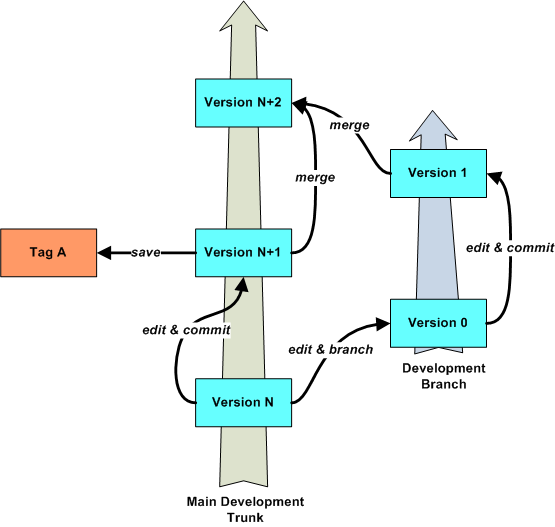 Version N+2
merge
Version 1
merge
Tag A
save
Version N+1
edit & commit
edit & commit
Version 0
edit & branch
Development
Branch
Version N
Main Development
Trunk